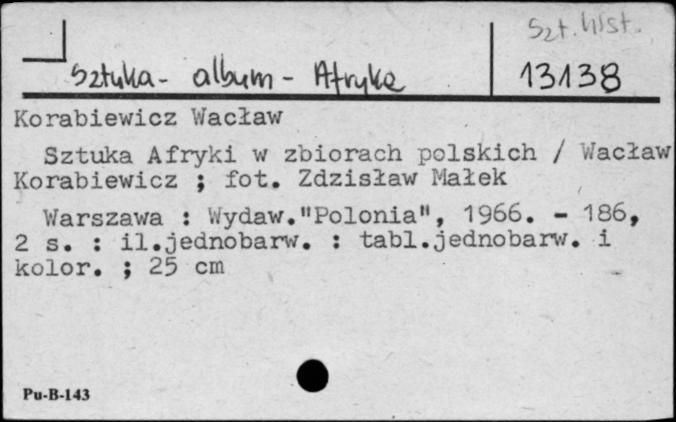 Szt. hist.
Sztuka - album - Afryka
13138
Korabiewicz Wacław
Sztuka Afryki w zbiorach polskich / Wacław
Korabiewicz ; fot. Zdzisław Małek
Warszawa : Wydaw."Polonia", 1966. - 186,
2 s. : il.jednobarw. : tabl.jednobarw. i
kolor. ; 25 cm
Pu-B-143